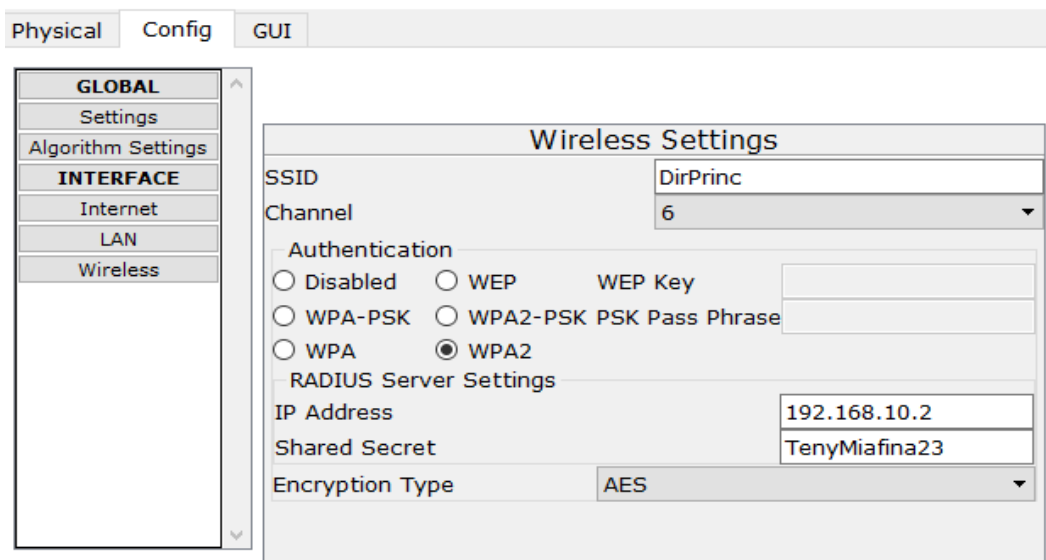 Physical Config GUI
GLOBAL
Settings
Algorithm Settings
INTERFACE
Internet
LAN
Wireless
Wireless Settings
SSID DirPrinc
Channel 6
Authentication
Disabled WEP WEP Key
WPA-PSK WPA2-PSK PSK Pass Phrase
WPA WPA2
RADIUS Server Settings
IP Address 192.168.10.2
Shared Secret TenyMiafina23
Encryption Type AES